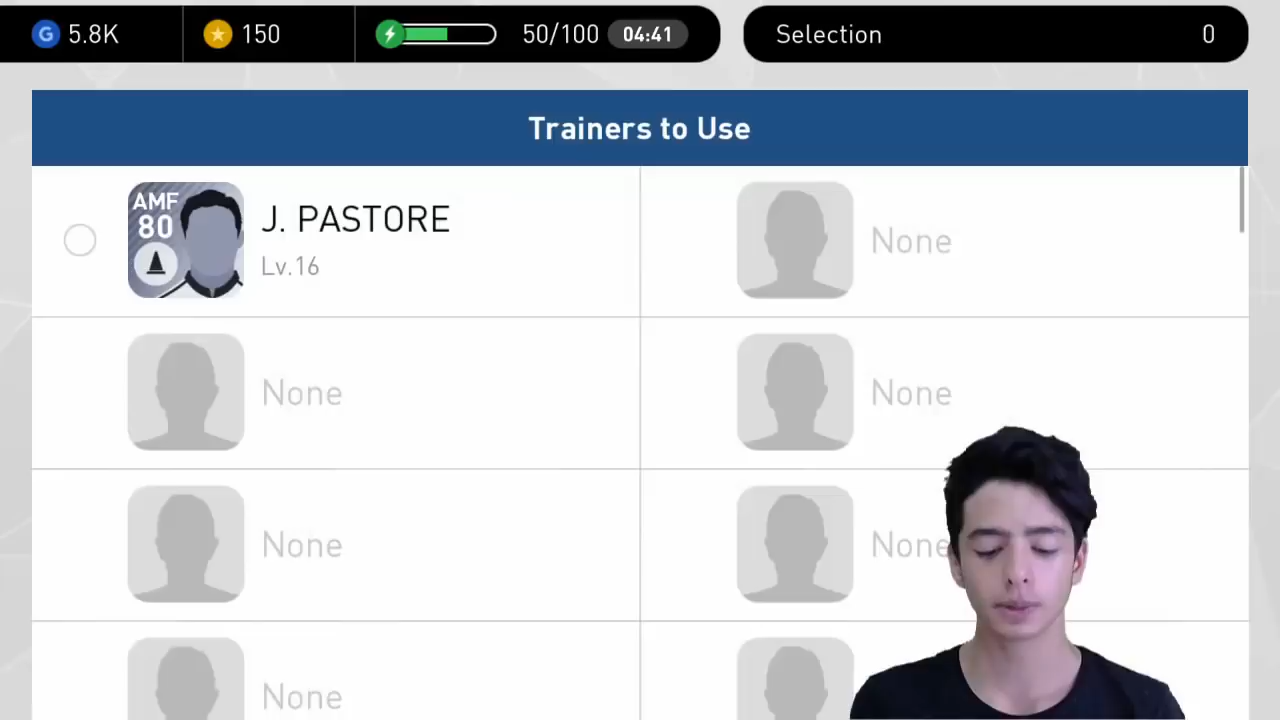 G 5.8K
150
50/100 04:41
Selection 0
Trainers to Use
AMF
80
J. PASTORE
Lv.16
None
None
None
None
None
None